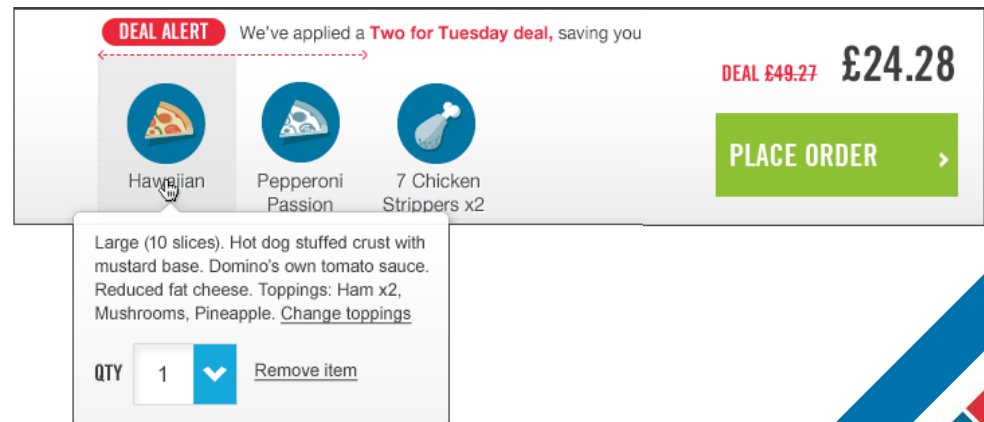 DEAL ALERT We've applied a Two for Tuesday deal, saving you
DEAL £49.27 £24.28
PLACE ORDER
Hawaiian
Pepperoni
Passion
7 Chicken
Strippers x2
Large (10 slices). Hot dog stuffed crust with
mustard base. Domino's own tomato sauce.
Reduced fat cheese. Toppings: Ham x2,
Mushrooms, Pineapple. Change toppings
QTY 1 Remove item